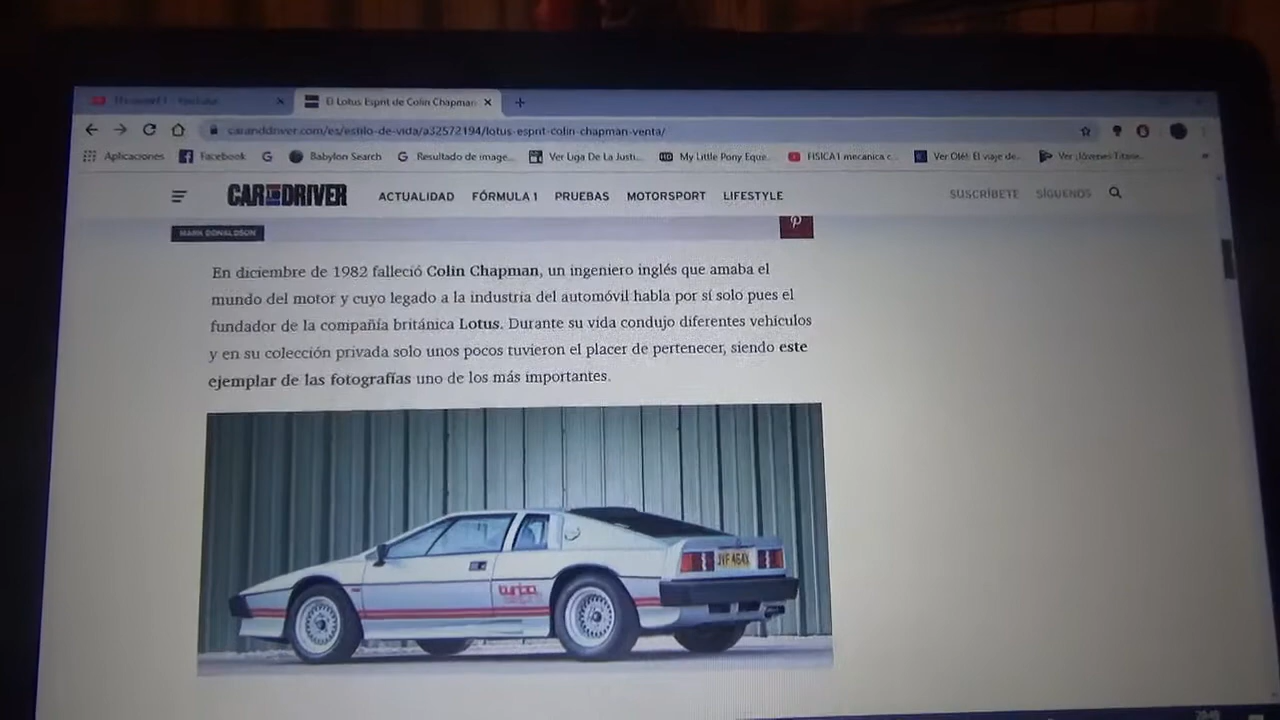 El Lotus Esprit de Colin Chapman
caranddriver.com/es/estilo-de-vida/a32572194/lotus-esprit-colin-chapman-venta/
Aplicaciones Facebook Babylon Search Resultado de image... Ver Liga De La Justi... My Little Pony Eque... FISICA1 mecanica c... Ver Olé!: El viaje de... Ver ¡Jóvenes Titane...
CAR AND DRIVER ACTUALIDAD FÓRMULA 1 PRUEBAS MOTORSPORT LIFESTYLE SUSCRÍBETE SÍGUENOS
MARK DONALDSON
En diciembre de 1982 falleció Colin Chapman, un ingeniero inglés que amaba el
mundo del motor y cuyo legado a la industria del automóvil habla por sí solo pues el
fundador de la compañía británica Lotus. Durante su vida condujo diferentes vehículos
y en su colección privada solo unos pocos tuvieron el placer de pertenecer, siendo este
ejemplar de las fotografías uno de los más importantes.
JVF 464X
turbo